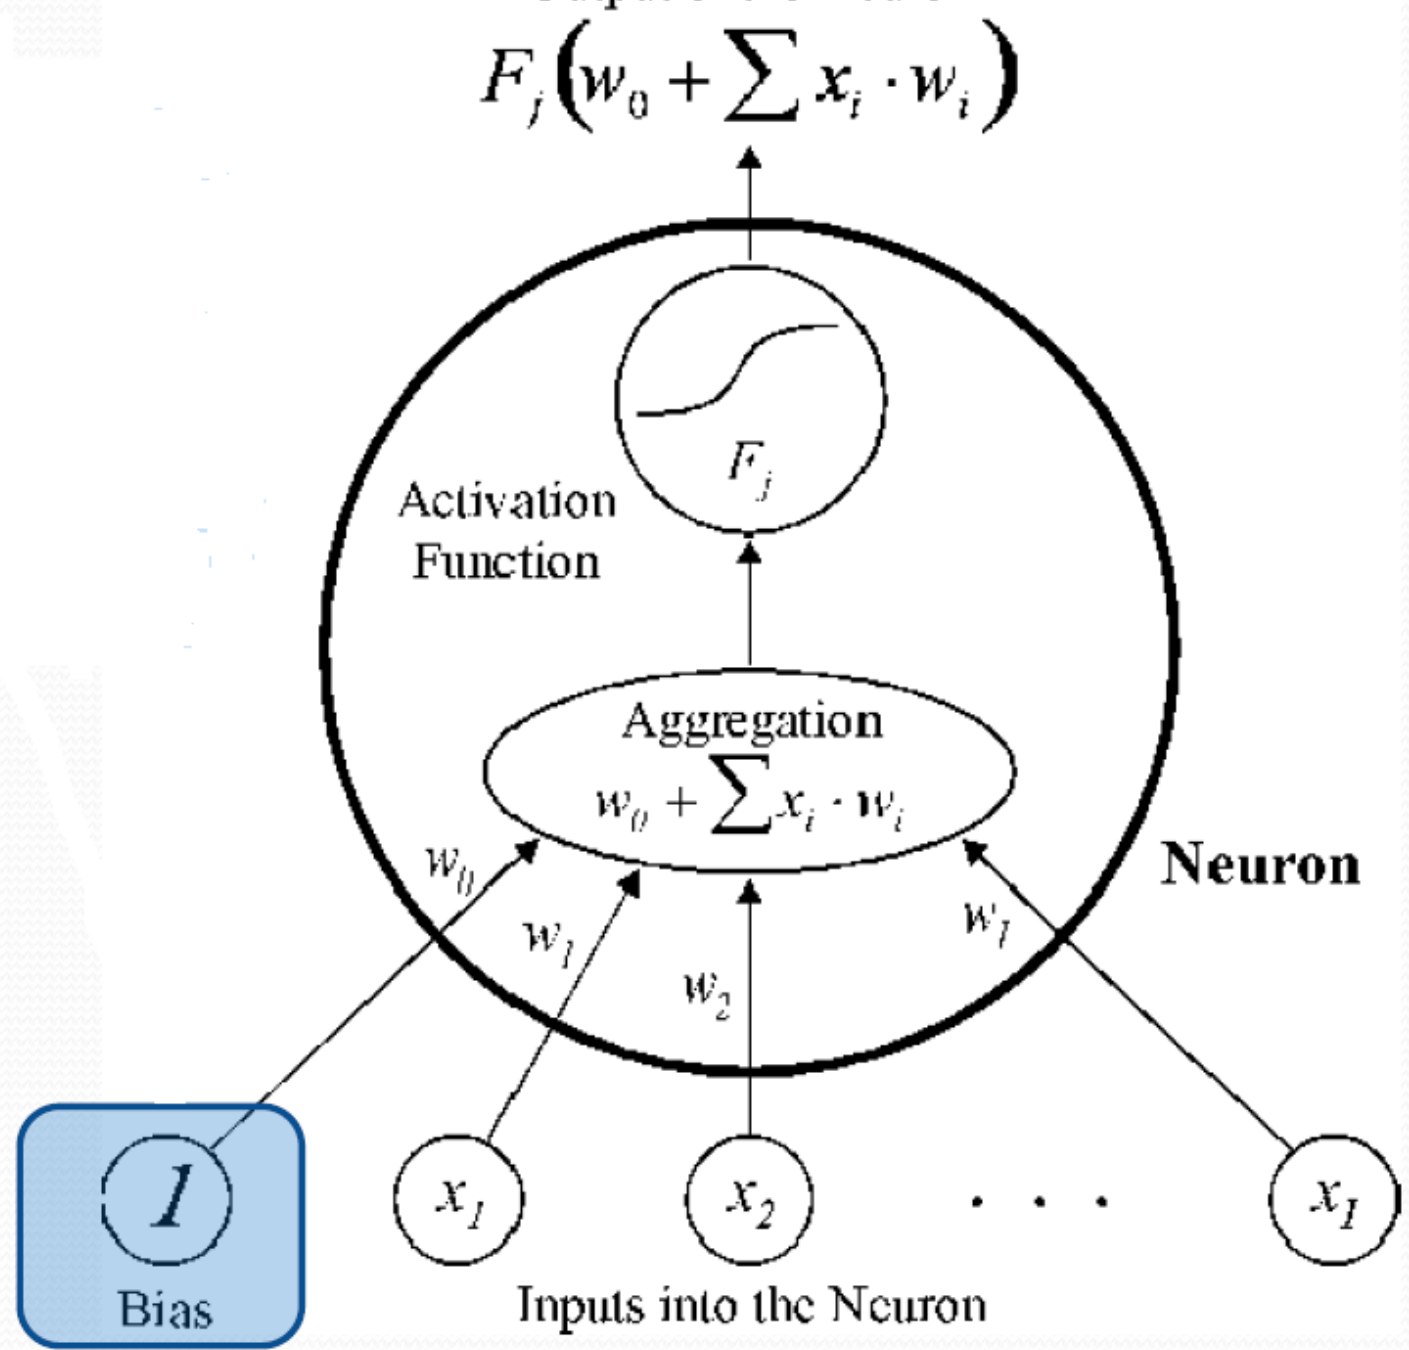 F_j(w_0 + ∑ x_i · w_i)
F_j
Activation
Function
Aggregation
w_0 + ∑ x_i · w_i
w_0
w_1
w_2
w_I
Neuron
1
x_1
x_2
. . .
x_I
Bias
Inputs into the Neuron